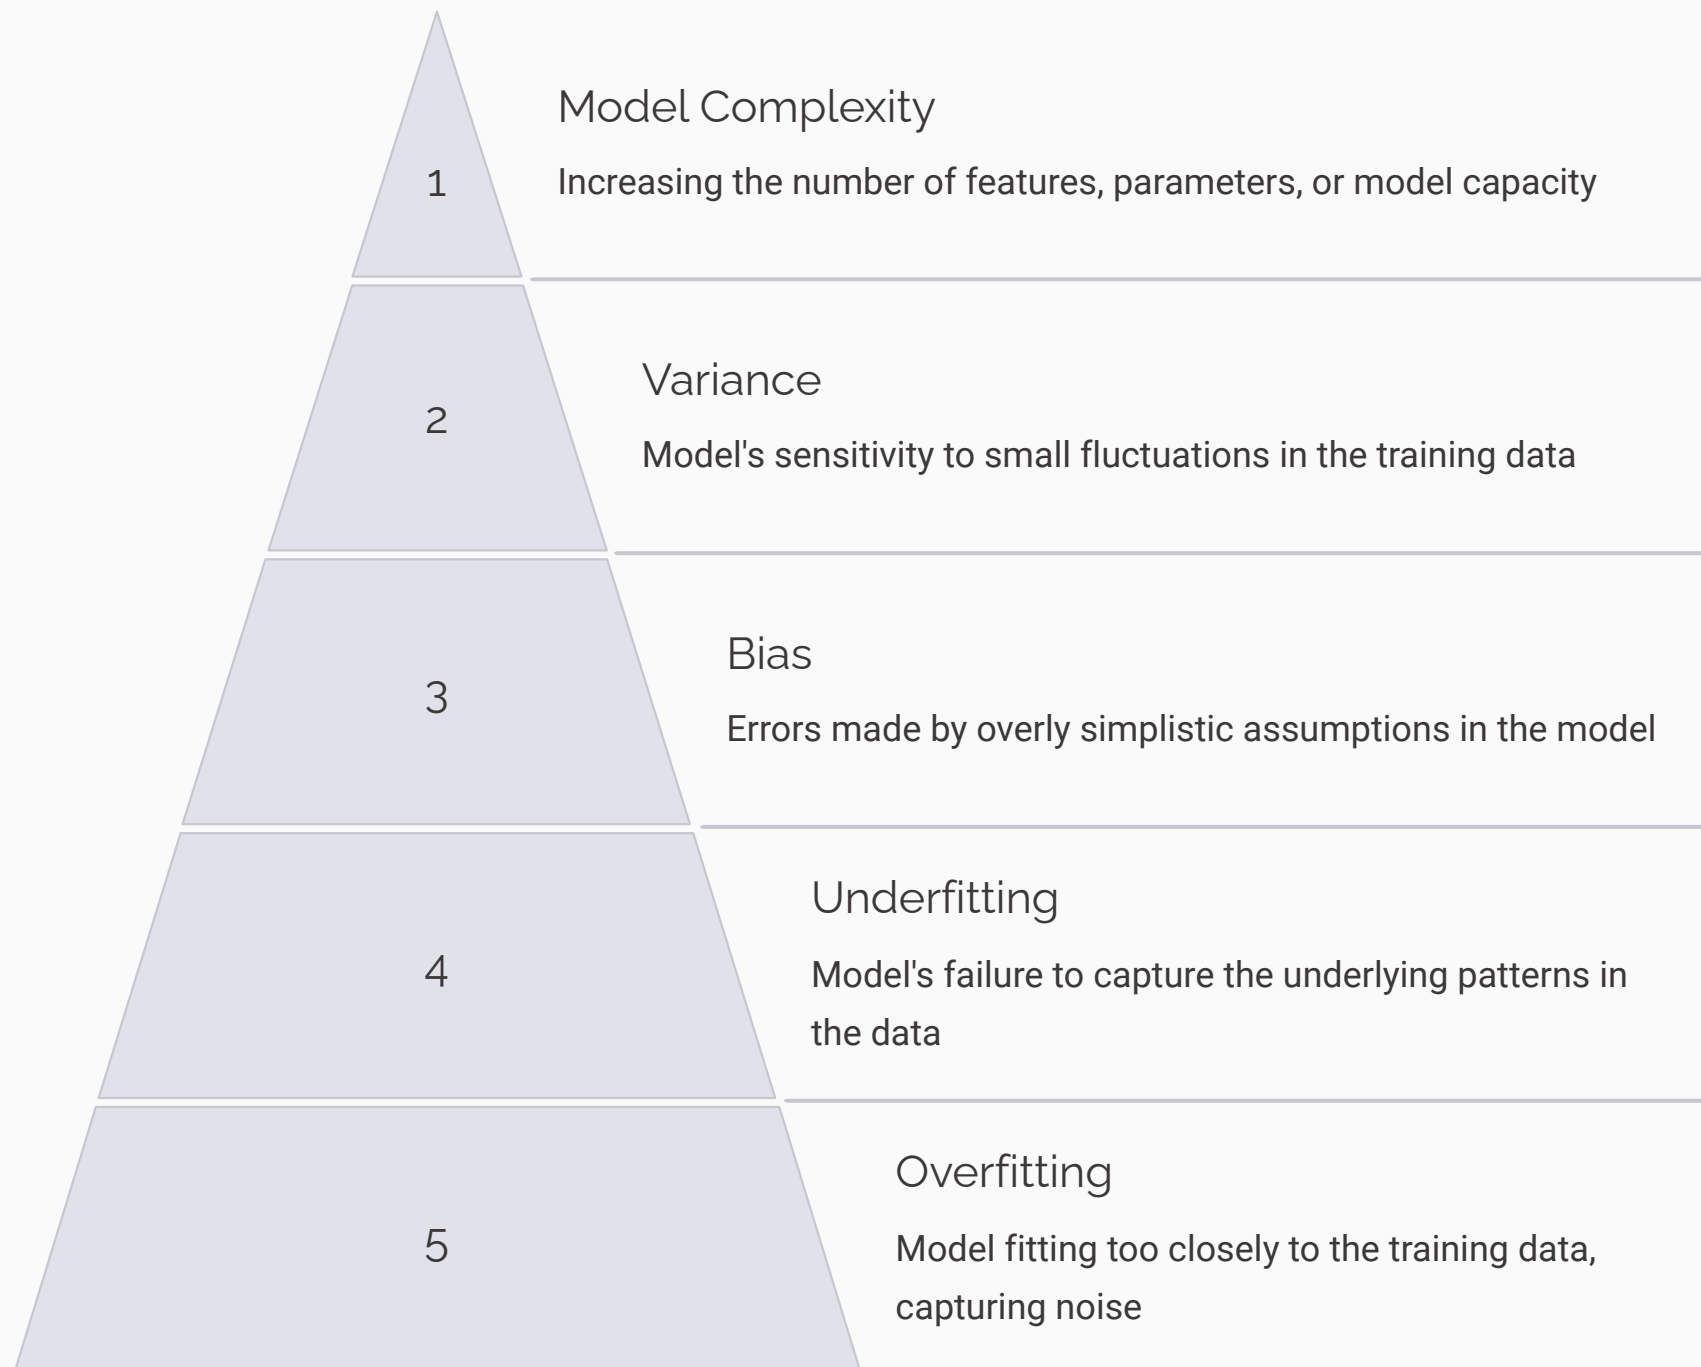 Model Complexity
1
Increasing the number of features, parameters, or model capacity
Variance
2
Model's sensitivity to small fluctuations in the training data
Bias
3
Errors made by overly simplistic assumptions in the model
Underfitting
4
Model's failure to capture the underlying patterns in
the data
Overfitting
5
Model fitting too closely to the training data,
capturing noise